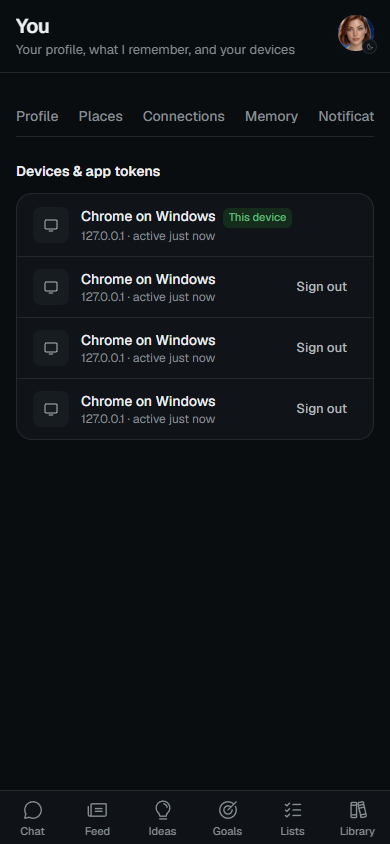 You
Your profile, what I remember, and your devices
Profile Places Connections Memory Notificat
Devices & app tokens
Chrome on Windows This device
127.0.0.1 · active just now
Chrome on Windows
127.0.0.1 · active just now
Sign out
Chrome on Windows
127.0.0.1 · active just now
Sign out
Chrome on Windows
127.0.0.1 · active just now
Sign out
Chat Feed Ideas Goals Lists Library